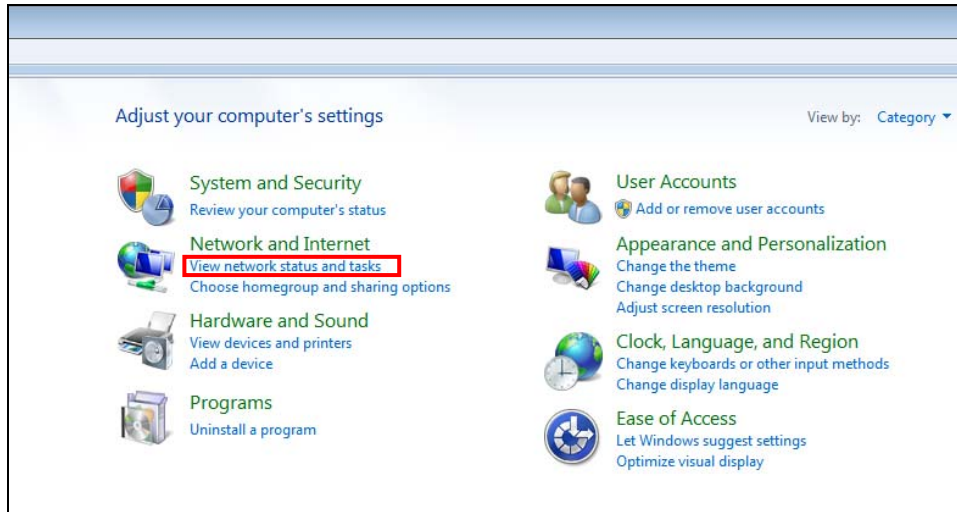 Adjust your computer's settings
View by: Category
System and Security
Review your computer's status
Network and Internet
View network status and tasks
Choose homegroup and sharing options
Hardware and Sound
View devices and printers
Add a device
Programs
Uninstall a program
User Accounts
Add or remove user accounts
Appearance and Personalization
Change the theme
Change desktop background
Adjust screen resolution
Clock, Language, and Region
Change keyboards or other input methods
Change display language
Ease of Access
Let Windows suggest settings
Optimize visual display